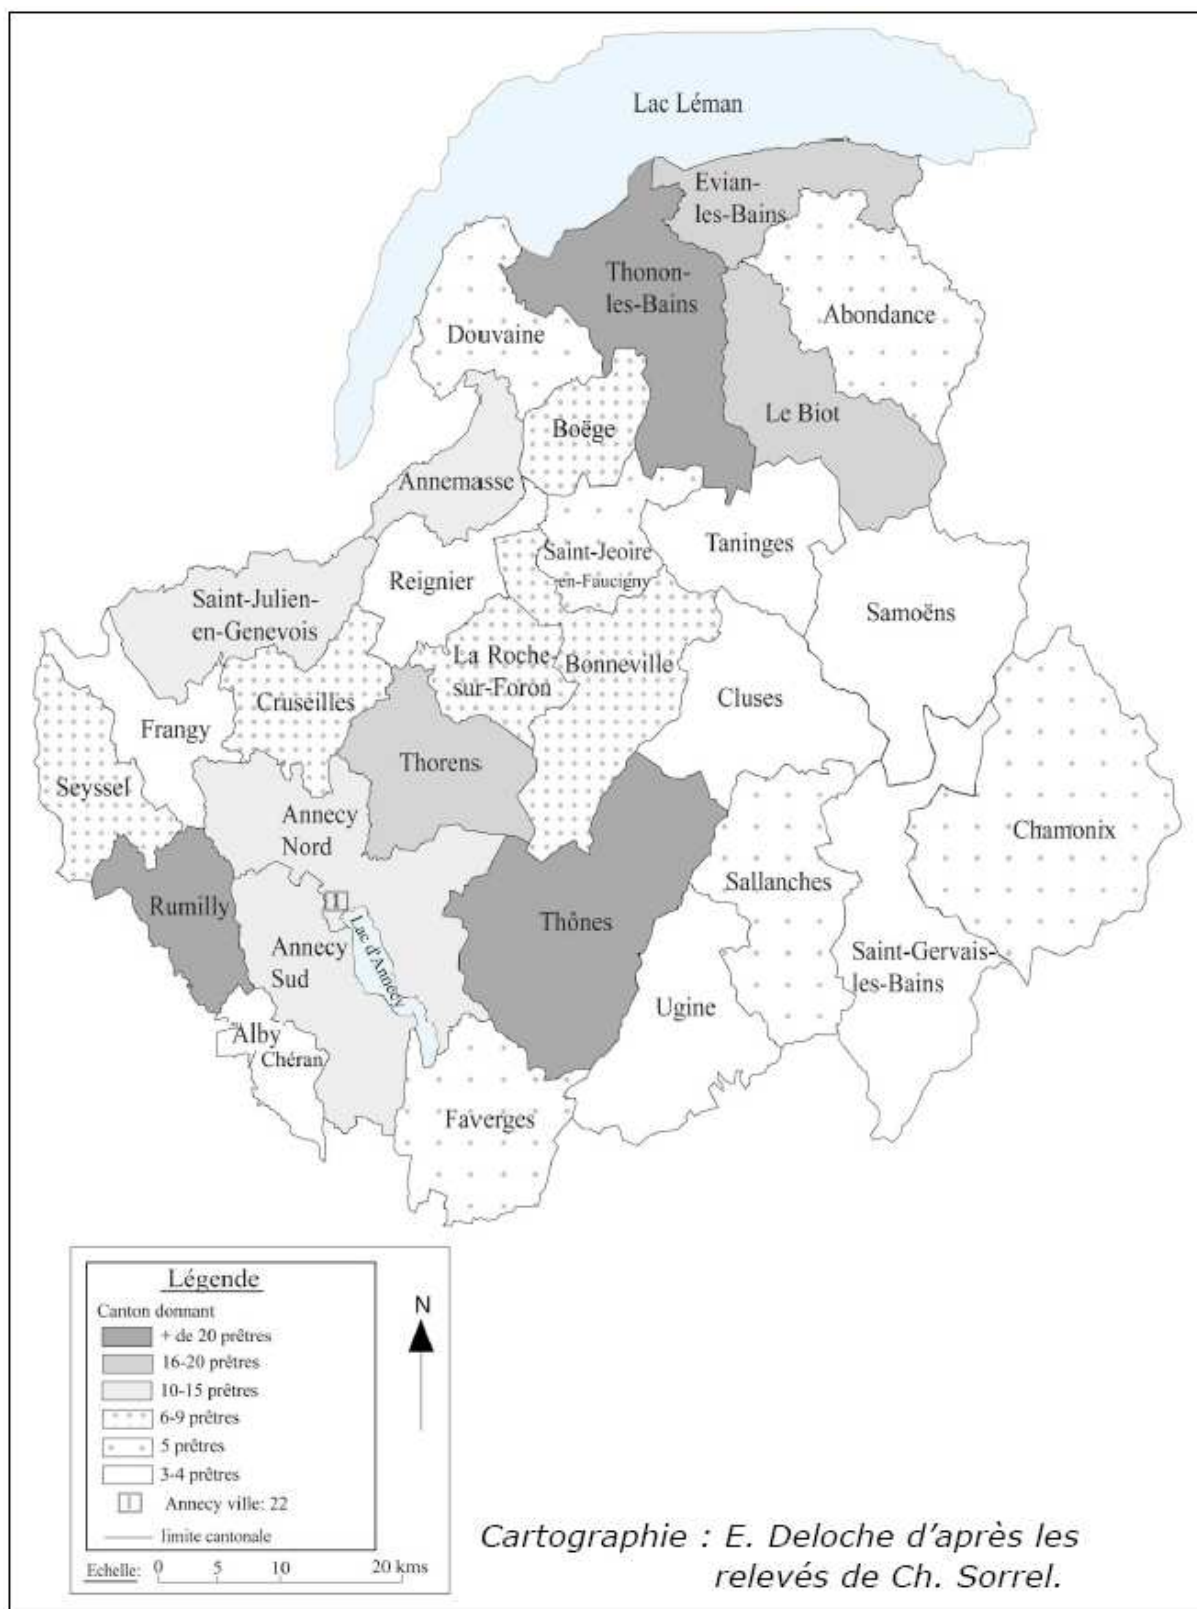 Lac Léman
Evian-
les-Bains
Thonon-
les-Bains
Abondance
Douvaine
Le Biot
Boëge
Annemasse
Taninges
Saint-Jeoire
en-Faucigny
Reignier
Saint-Julien-
en-Genevois
Samoëns
La Roche-
sur-Foron
Bonneville
Cruseilles
Cluses
Frangy
Thorens
Seyssel
Annecy
Nord
Chamonix
Sallanches
Rumilly
Thônes
Annecy
Sud
Lac d'Annecy
Saint-Gervais-
les-Bains
Ugine
Alby
Chéran
Faverges
Légende
Canton donnant
+ de 20 prêtres
16-20 prêtres
10-15 prêtres
6-9 prêtres
5 prêtres
3-4 prêtres
Annecy ville: 22
limite cantonale
Echelle: 0 5 10 20 kms
N
Cartographie : E. Deloche d'après les
relevés de Ch. Sorrel.